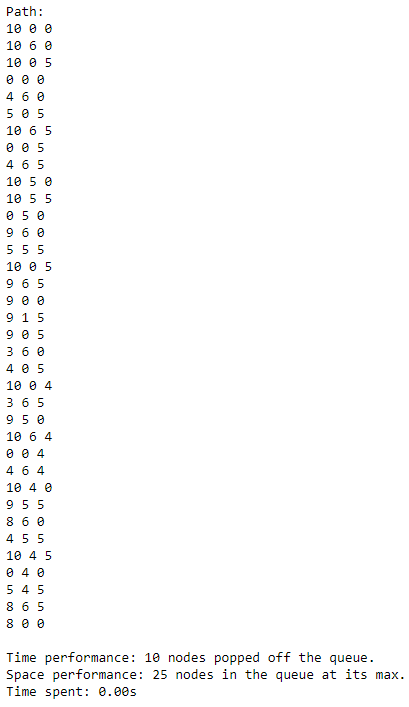 Path:
10 0 0
10 6 0
10 0 5
0 0 0
4 6 0
5 0 5
10 6 5
0 0 5
4 6 5
10 5 0
10 5 5
0 5 0
9 6 0
5 5 5
10 0 5
9 6 5
9 0 0
9 1 5
9 0 5
3 6 0
4 0 5
10 0 4
3 6 5
9 5 0
10 6 4
0 0 4
4 6 4
10 4 0
9 5 5
8 6 0
4 5 5
10 4 5
0 4 0
5 4 5
8 6 5
8 0 0
Time performance: 10 nodes popped off the queue.
Space performance: 25 nodes in the queue at its max.
Time spent: 0.00s